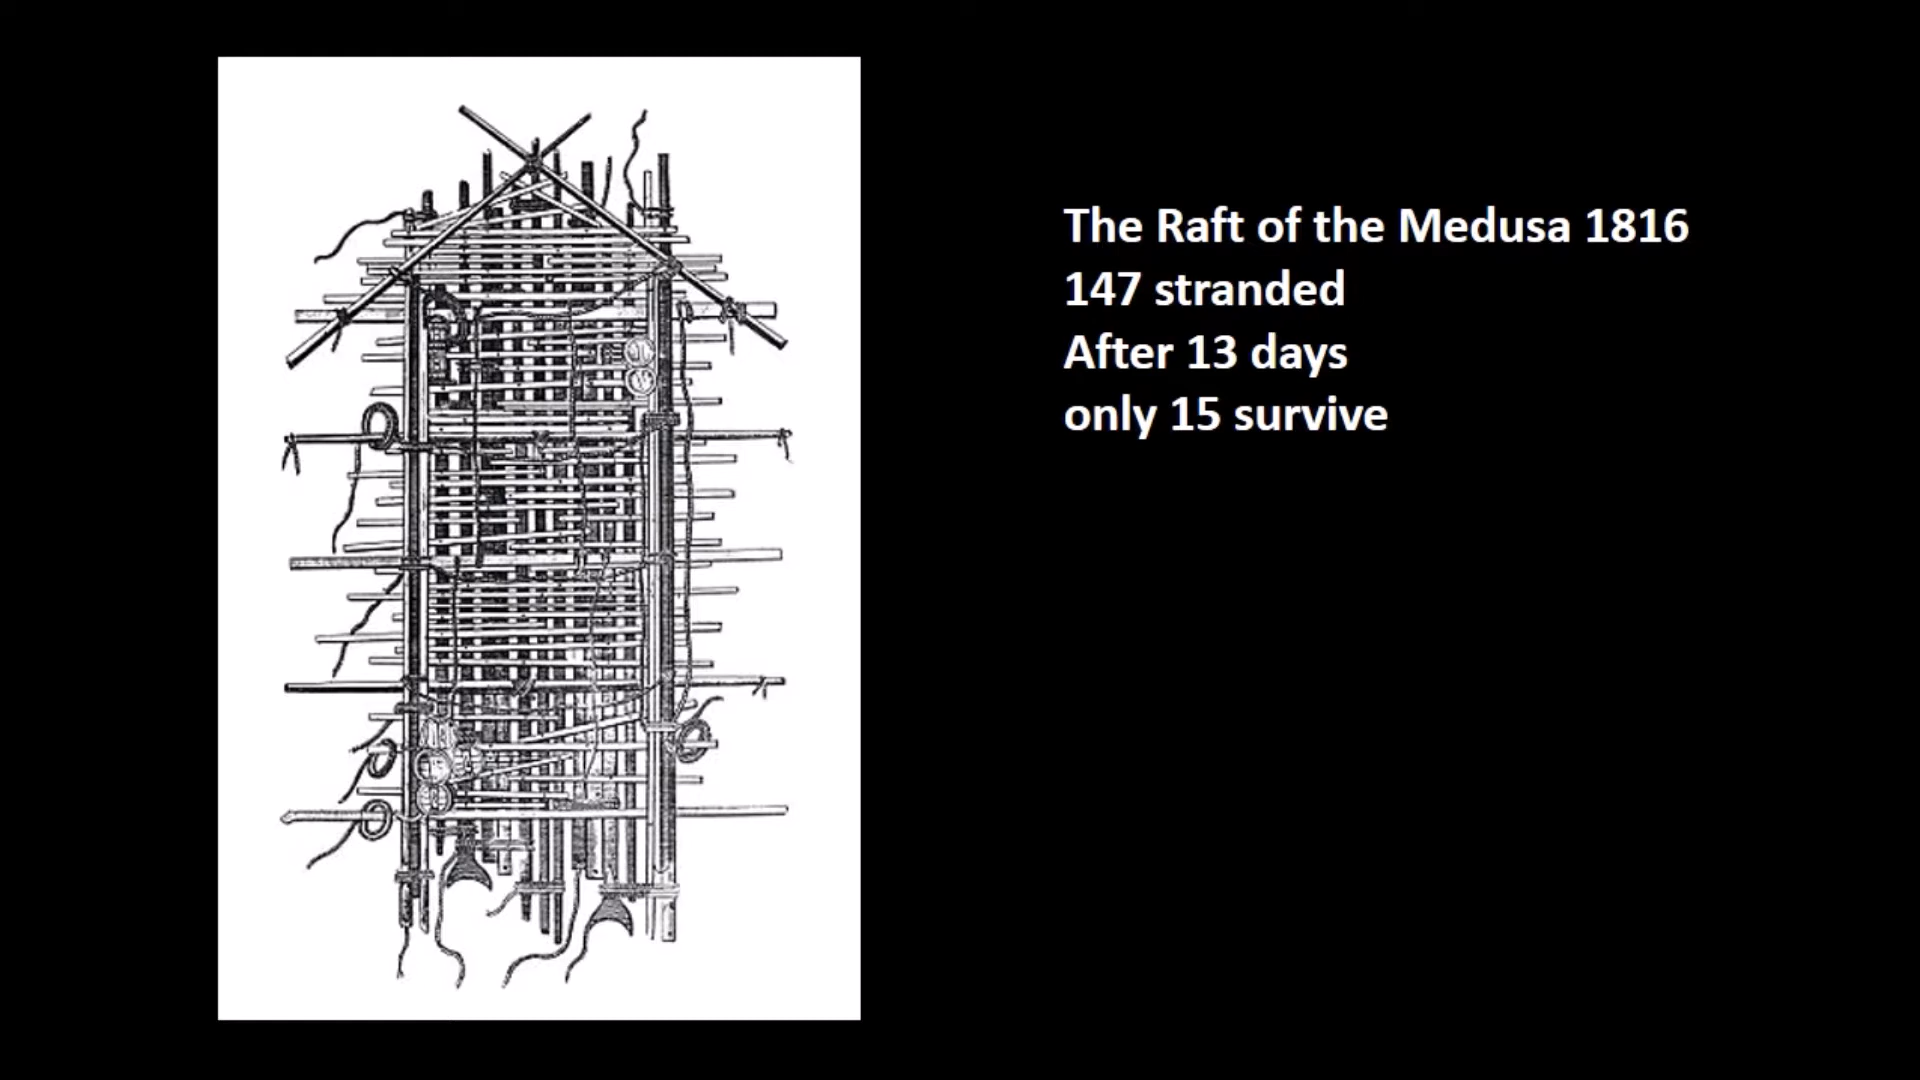 The Raft of the Medusa 1816
147 stranded
After 13 days
only 15 survive